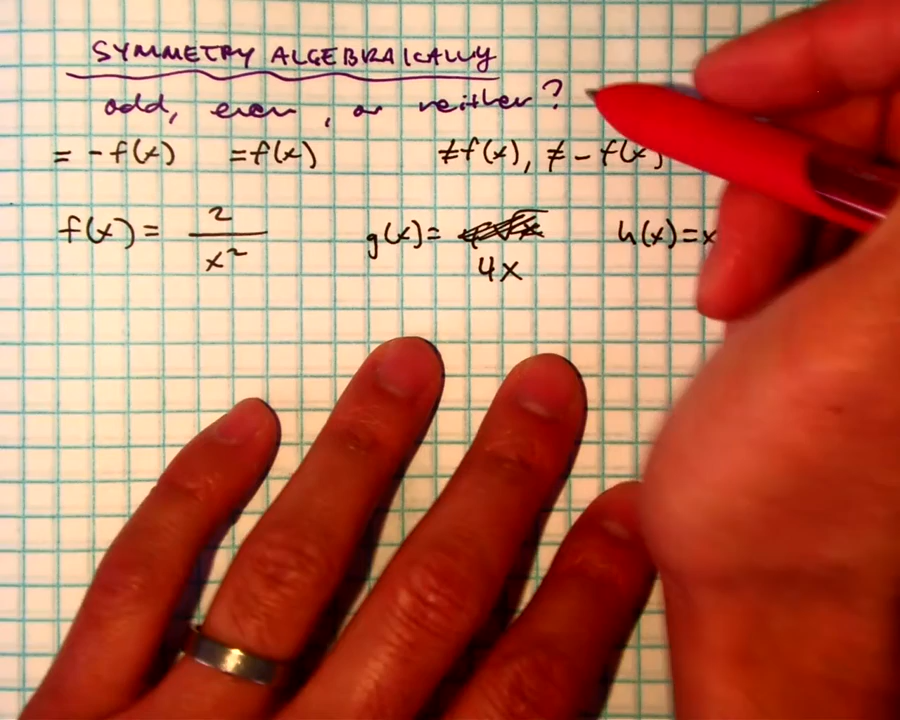 SYMMETRY ALGEBRAICALLY
odd, even, or neither?
= -f(x) =f(x) ≠f(x), ≠ - f(x)
f(x) = 2/x² g(x) = 4x h(x)=x